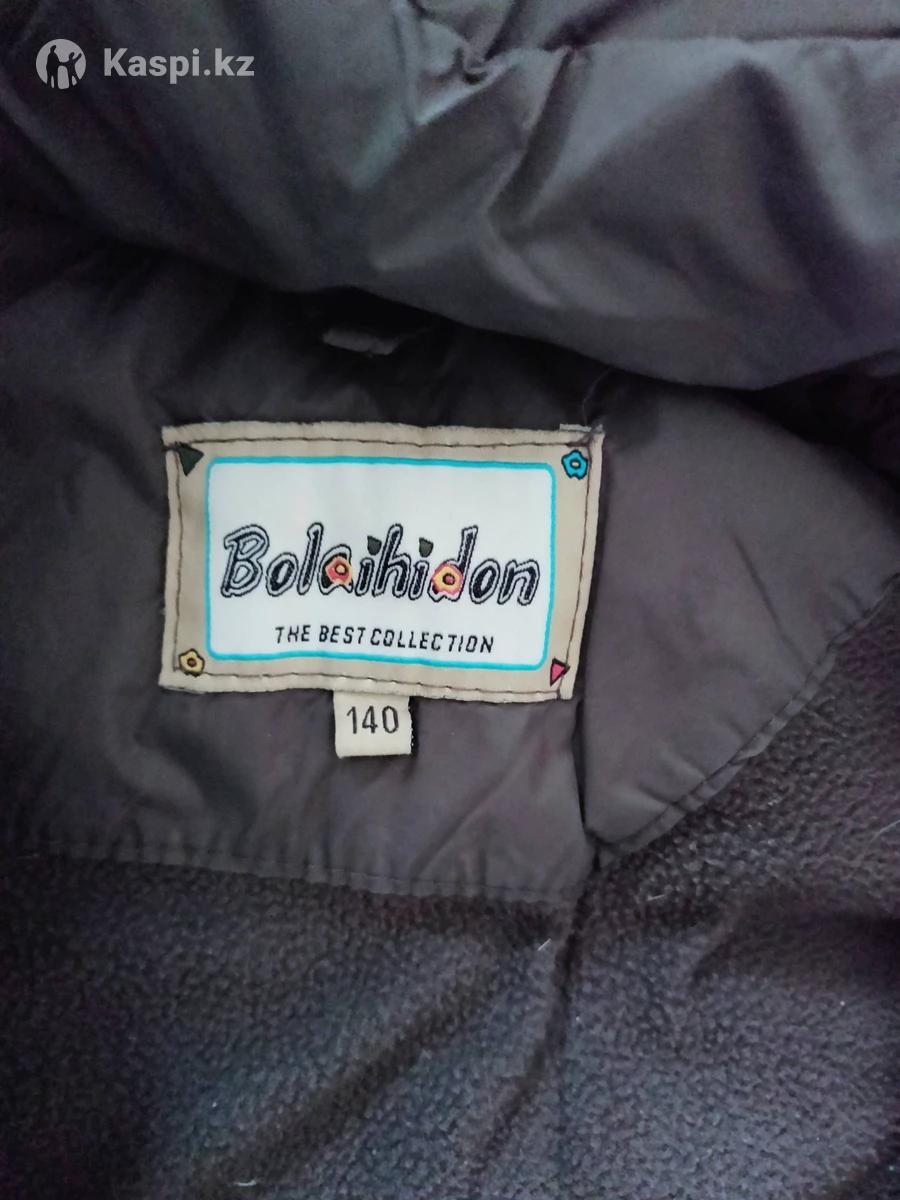 Kaspi.kz
Bolaihidon
THE BEST COLLECTION
140